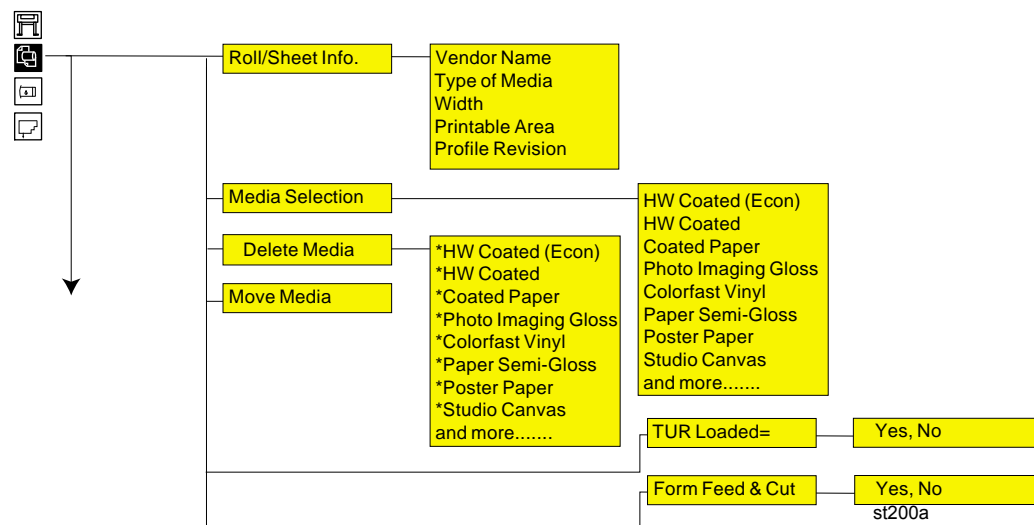 Roll/Sheet Info.
Vendor Name
Type of Media
Width
Printable Area
Profile Revision
Media Selection
HW Coated (Econ)
HW Coated
Coated Paper
Photo Imaging Gloss
Colorfast Vinyl
Paper Semi-Gloss
Poster Paper
Studio Canvas
and more.......
Delete Media
*HW Coated (Econ)
*HW Coated
*Coated Paper
*Photo Imaging Gloss
*Colorfast Vinyl
*Paper Semi-Gloss
*Poster Paper
*Studio Canvas
and more.......
Move Media
TUR Loaded=
Yes, No
Form Feed & Cut
Yes, No
st200a